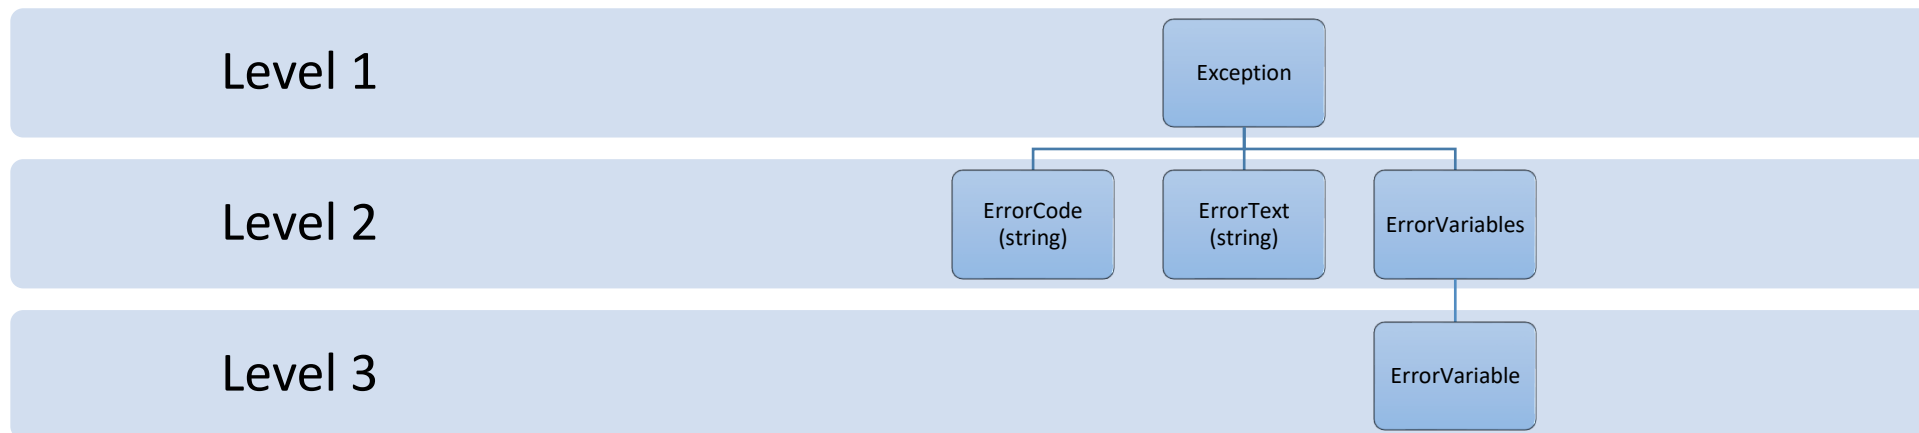 Level 1
Exception
Level 2
ErrorCode
(string)
ErrorText
(string)
ErrorVariables
Level 3
ErrorVariable